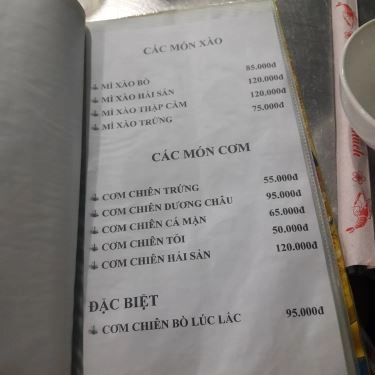 CÁC MÓN XÀO
MÌ XÀO BÒ 85.000đ
MÌ XÀO HẢI SẢN 120.000đ
MÌ XÀO THẬP CẨM 120.000đ
MÌ XÀO TRỨNG 75.000đ
CÁC MÓN CƠM
CƠM CHIÊN TRỨNG 55.000đ
CƠM CHIÊN DƯƠNG CHÂU 95.000đ
CƠM CHIÊN CÁ MẶN 65.000đ
CƠM CHIÊN TỎI 50.000đ
CƠM CHIÊN HẢI SẢN 120.000đ
ĐẶC BIỆT
CƠM CHIÊN BÒ LÚC LẮC 95.000đ